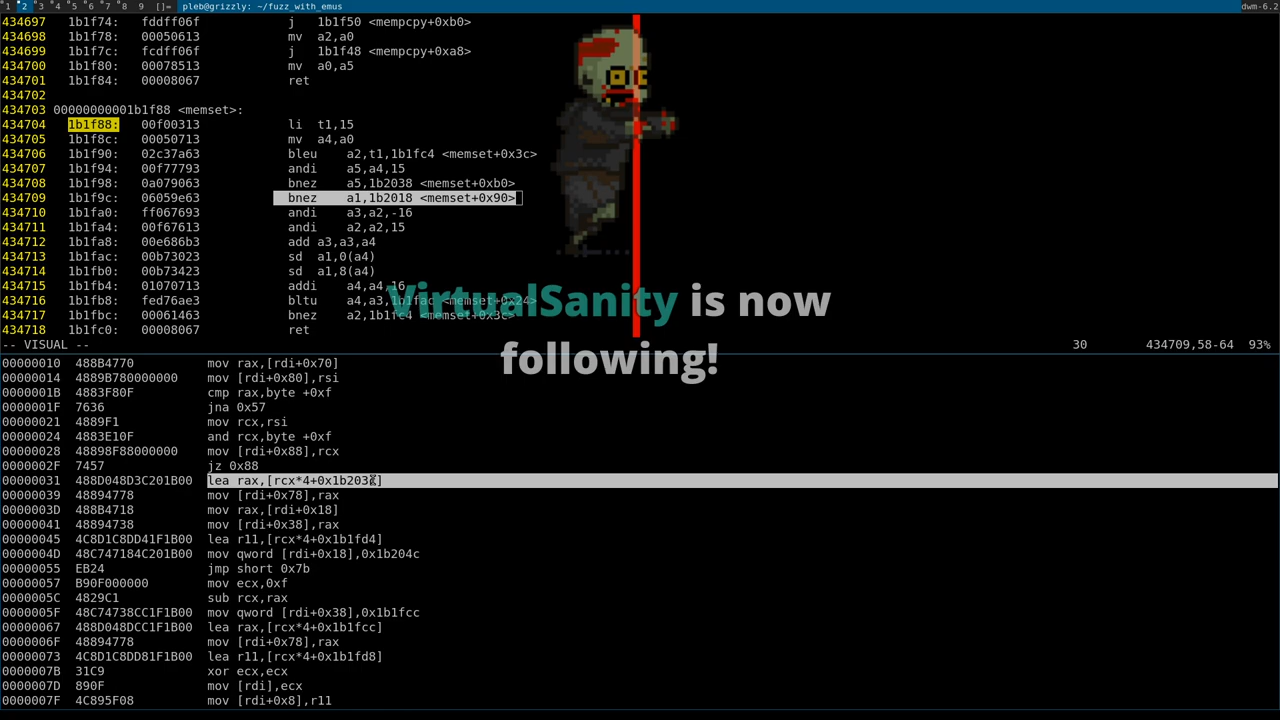 1 2 3 4 5 6 7 8 9 []= pleb@grizzly: ~/fuzz_with_emus dwm-6.2
434697 1b1f74: fddff06f j 1b1f50 <mempcpy+0xb0>
434698 1b1f78: 00050613 mv a2,a0
434699 1b1f7c: fcdff06f j 1b1f48 <mempcpy+0xa8>
434700 1b1f80: 00078513 mv a0,a5
434701 1b1f84: 00008067 ret
434702
434703 00000000001b1f88 <memset>:
434704 1b1f88: 00f00313 li t1,15
434705 1b1f8c: 00050713 mv a4,a0
434706 1b1f90: 02c37a63 bleu a2,t1,1b1fc4 <memset+0x3c>
434707 1b1f94: 00f77793 andi a5,a4,15
434708 1b1f98: 0a079063 bnez a5,1b2038 <memset+0xb0>
434709 1b1f9c: 06059e63 bnez a1,1b2018 <memset+0x90>
434710 1b1fa0: ff067693 andi a3,a2,-16
434711 1b1fa4: 00f67613 andi a2,a2,15
434712 1b1fa8: 00e686b3 add a3,a3,a4
434713 1b1fac: 00b73023 sd a1,0(a4)
434714 1b1fb0: 00b73423 sd a1,8(a4)
434715 1b1fb4: 01070713 addi a4,a4,16
434716 1b1fb8: fed76ae3 bltu a4,a3,1b1fac <memset+0x24>
434717 1b1fbc: 00061463 bnez a2,1b1fc4 <memset+0x3c>
434718 1b1fc0: 00008067 ret
VirtualSanity is now
following!
-- VISUAL -- 30 434709,58-64 93%
00000010 488B4770 mov rax,[rdi+0x70]
00000014 4889B780000000 mov [rdi+0x80],rsi
0000001B 4883F80F cmp rax,byte +0xf
0000001F 7636 jna 0x57
00000021 4889F1 mov rcx,rsi
00000024 4883E10F and rcx,byte +0xf
00000028 48898F88000000 mov [rdi+0x88],rcx
0000002F 7457 jz 0x88
00000031 488D048D3C201B00 lea rax,[rcx*4+0x1b203c]
00000039 48894778 mov [rdi+0x78],rax
0000003D 488B4718 mov rax,[rdi+0x18]
00000041 48894738 mov [rdi+0x38],rax
00000045 4C8D1C8DD41F1B00 lea r11,[rcx*4+0x1b1fd4]
0000004D 48C747184C201B00 mov qword [rdi+0x18],0x1b204c
00000055 EB24 jmp short 0x7b
00000057 B90F000000 mov ecx,0xf
0000005C 4829C1 sub rcx,rax
0000005F 48C74738CC1F1B00 mov qword [rdi+0x38],0x1b1fcc
00000067 488D048DCC1F1B00 lea rax,[rcx*4+0x1b1fcc]
0000006F 48894778 mov [rdi+0x78],rax
00000073 4C8D1C8DD81F1B00 lea r11,[rcx*4+0x1b1fd8]
0000007B 31C9 xor ecx,ecx
0000007D 890F mov [rdi],ecx
0000007F 4C895F08 mov [rdi+0x8],r11